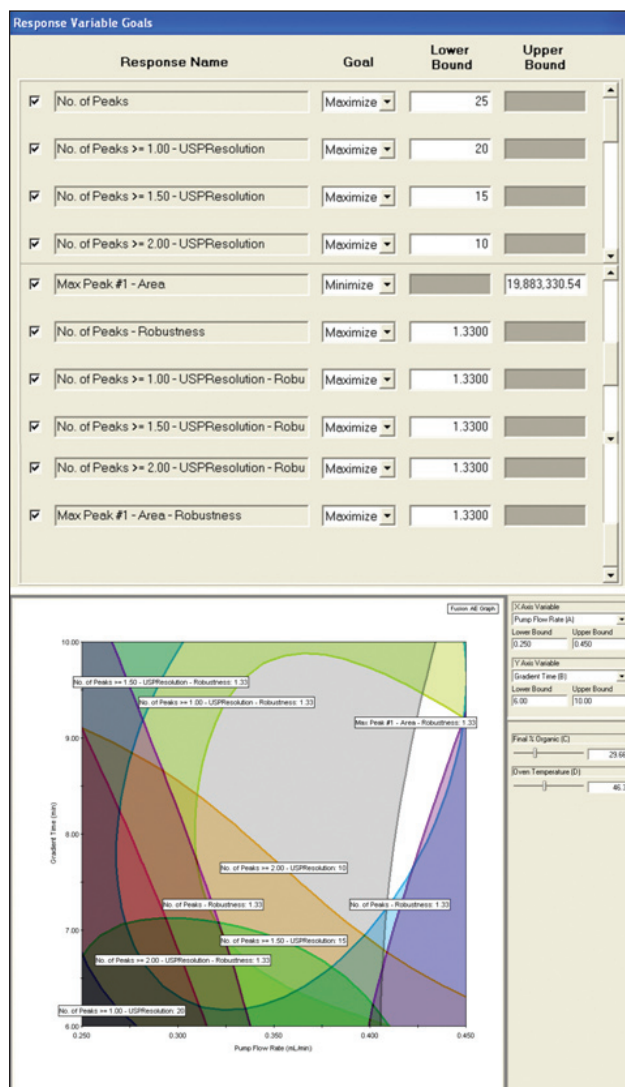 Response Variable Goals
Response Name Goal Lower Bound Upper Bound
No. of Peaks Maximize 25
No. of Peaks >= 1.00 - USPResolution Maximize 20
No. of Peaks >= 1.50 - USPResolution Maximize 15
No. of Peaks >= 2.00 - USPResolution Maximize 10
Max Peak #1 - Area Minimize 19,883,330.54
No. of Peaks - Robustness Maximize 1.3300
No. of Peaks >= 1.00 - USPResolution - Robu Maximize 1.3300
No. of Peaks >= 1.50 - USPResolution - Robu Maximize 1.3300
No. of Peaks >= 2.00 - USPResolution - Robu Maximize 1.3300
Max Peak #1 - Area - Robustness Maximize 1.3300
Fusion AE Graph
10.00
No. of Peaks >= 1.50 - USPResolution - Robustness: 1.33
No. of Peaks >= 1.00 - USPResolution - Robustness: 1.33
Max Peak #1 - Area - Robustness: 1.33
9.00
8.00
Gradient Time (min)
No. of Peaks >= 2.00 - USPResolution: 10
No. of Peaks - Robustness: 1.33
No. of Peaks - Robustness: 1.33
7.00
No. of Peaks >= 1.50 - USPResolution: 15
No. of Peaks >= 2.00 - USPResolution - Robustness: 1.33
No. of Peaks >= 1.00 - USPResolution: 20
6.00
0.250 0.300 0.350 0.400 0.450
Pump Flow Rate (mL/min)
X Axis Variable
Pump Flow Rate (A)
Lower Bound Upper Bound
0.250 0.450
Y Axis Variable
Gradient Time (B)
Lower Bound Upper Bound
6.00 10.00
Final % Organic (C)
Oven Temperature (D)